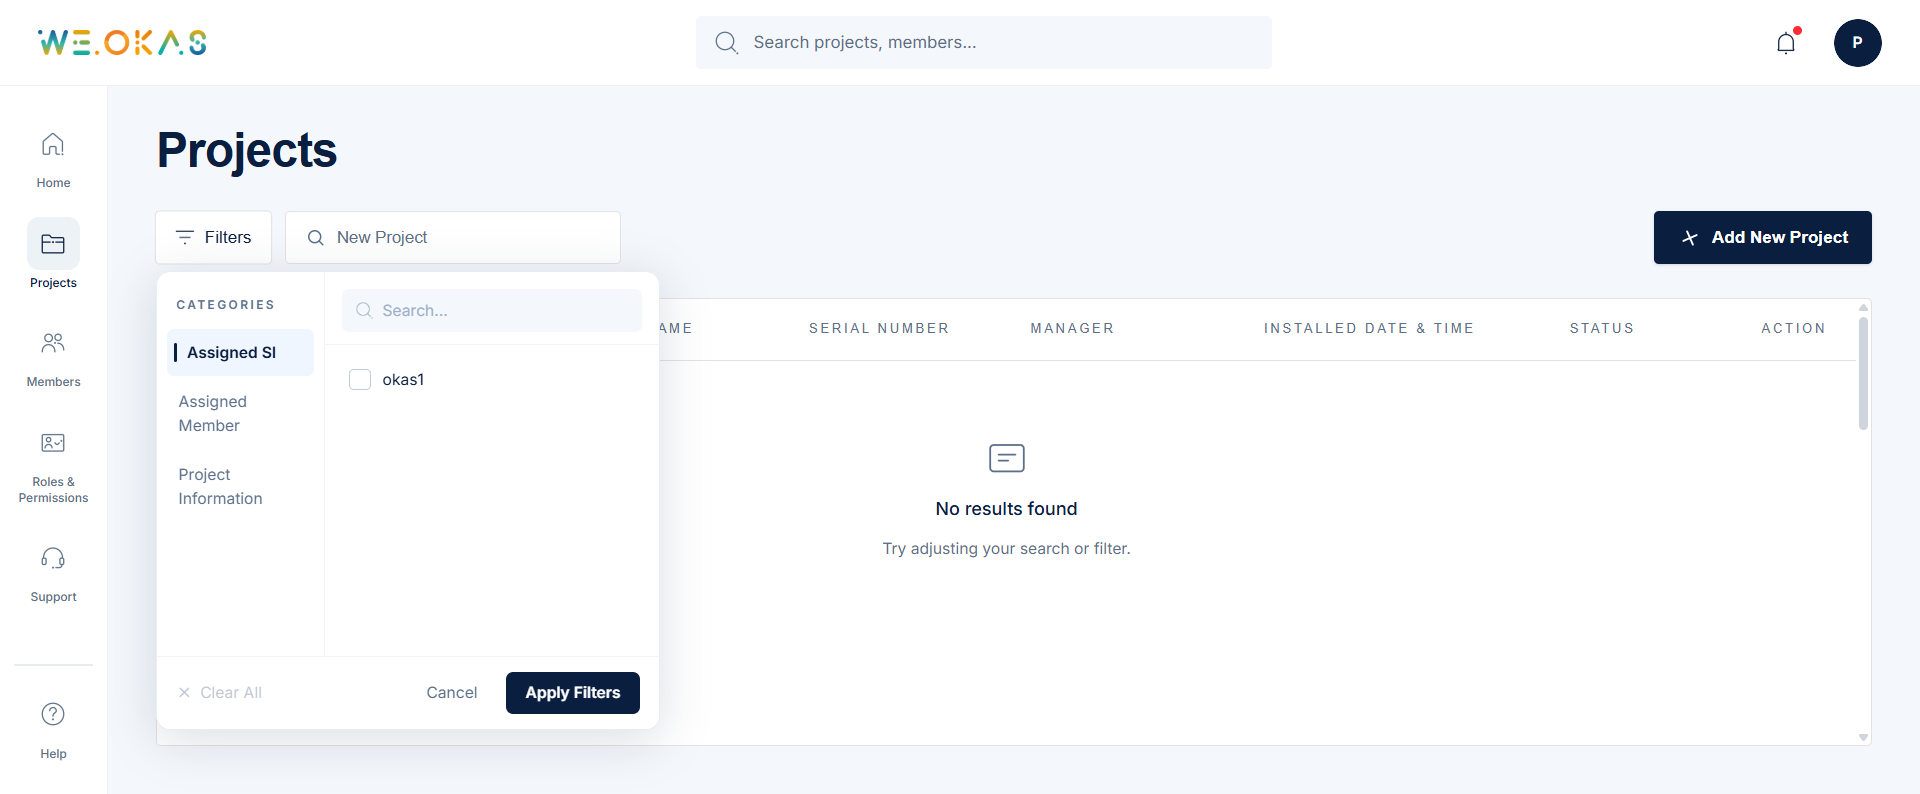 WE.OKAS
Search projects, members...
P
Home
Projects
Members
Roles &
Permissions
Support
Help
Projects
Filters
New Project
Add New Project
CATEGORIES
Assigned SI
Assigned
Member
Project
Information
Search...
okas1
Clear All
Cancel
Apply Filters
AME
SERIAL NUMBER
MANAGER
INSTALLED DATE & TIME
STATUS
ACTION
No results found
Try adjusting your search or filter.